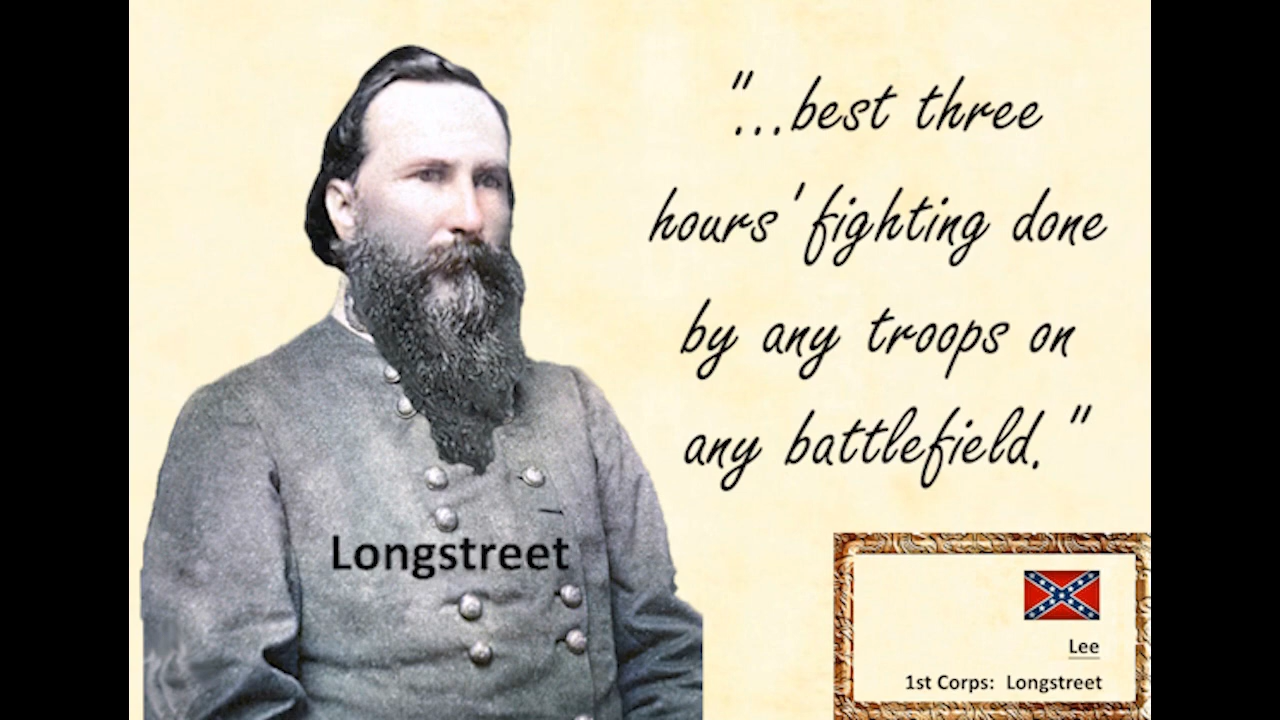 "...best three
hours' fighting done
by any troops on
any battlefield."
Longstreet
Lee
1st Corps: Longstreet